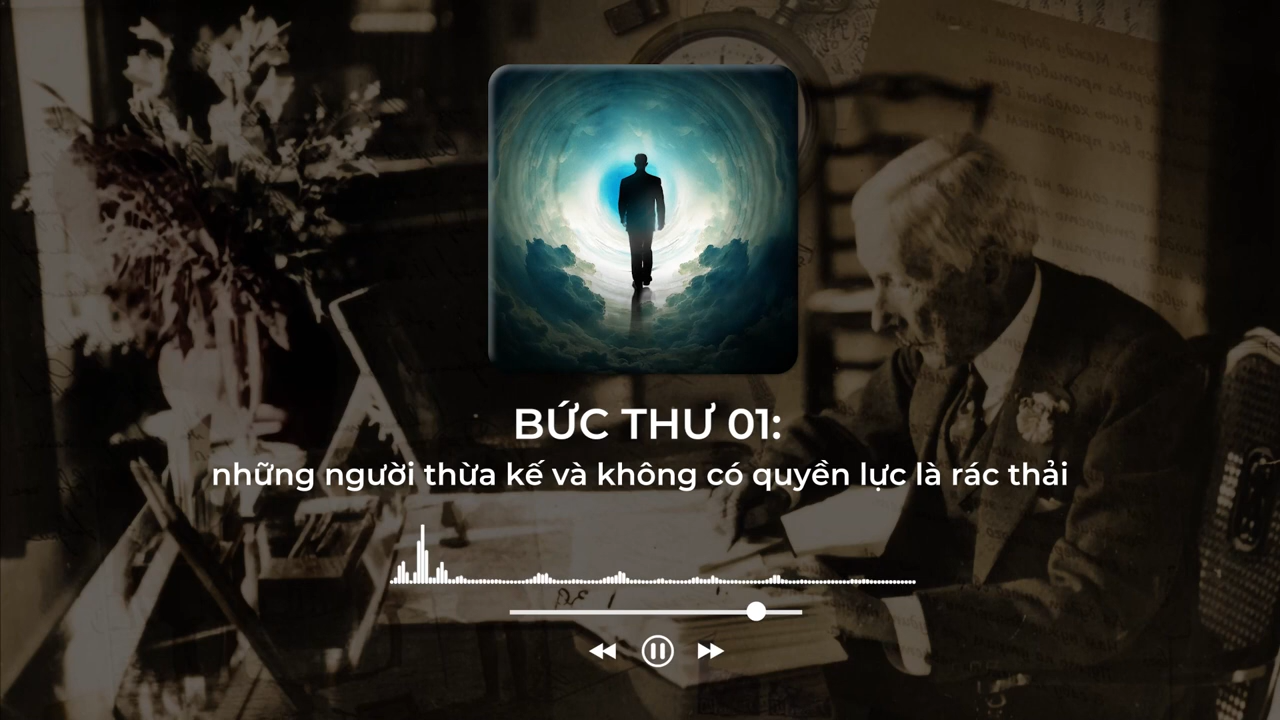 BỨC THƯ 01:
những người thừa kế và không có quyền lực là rác thải